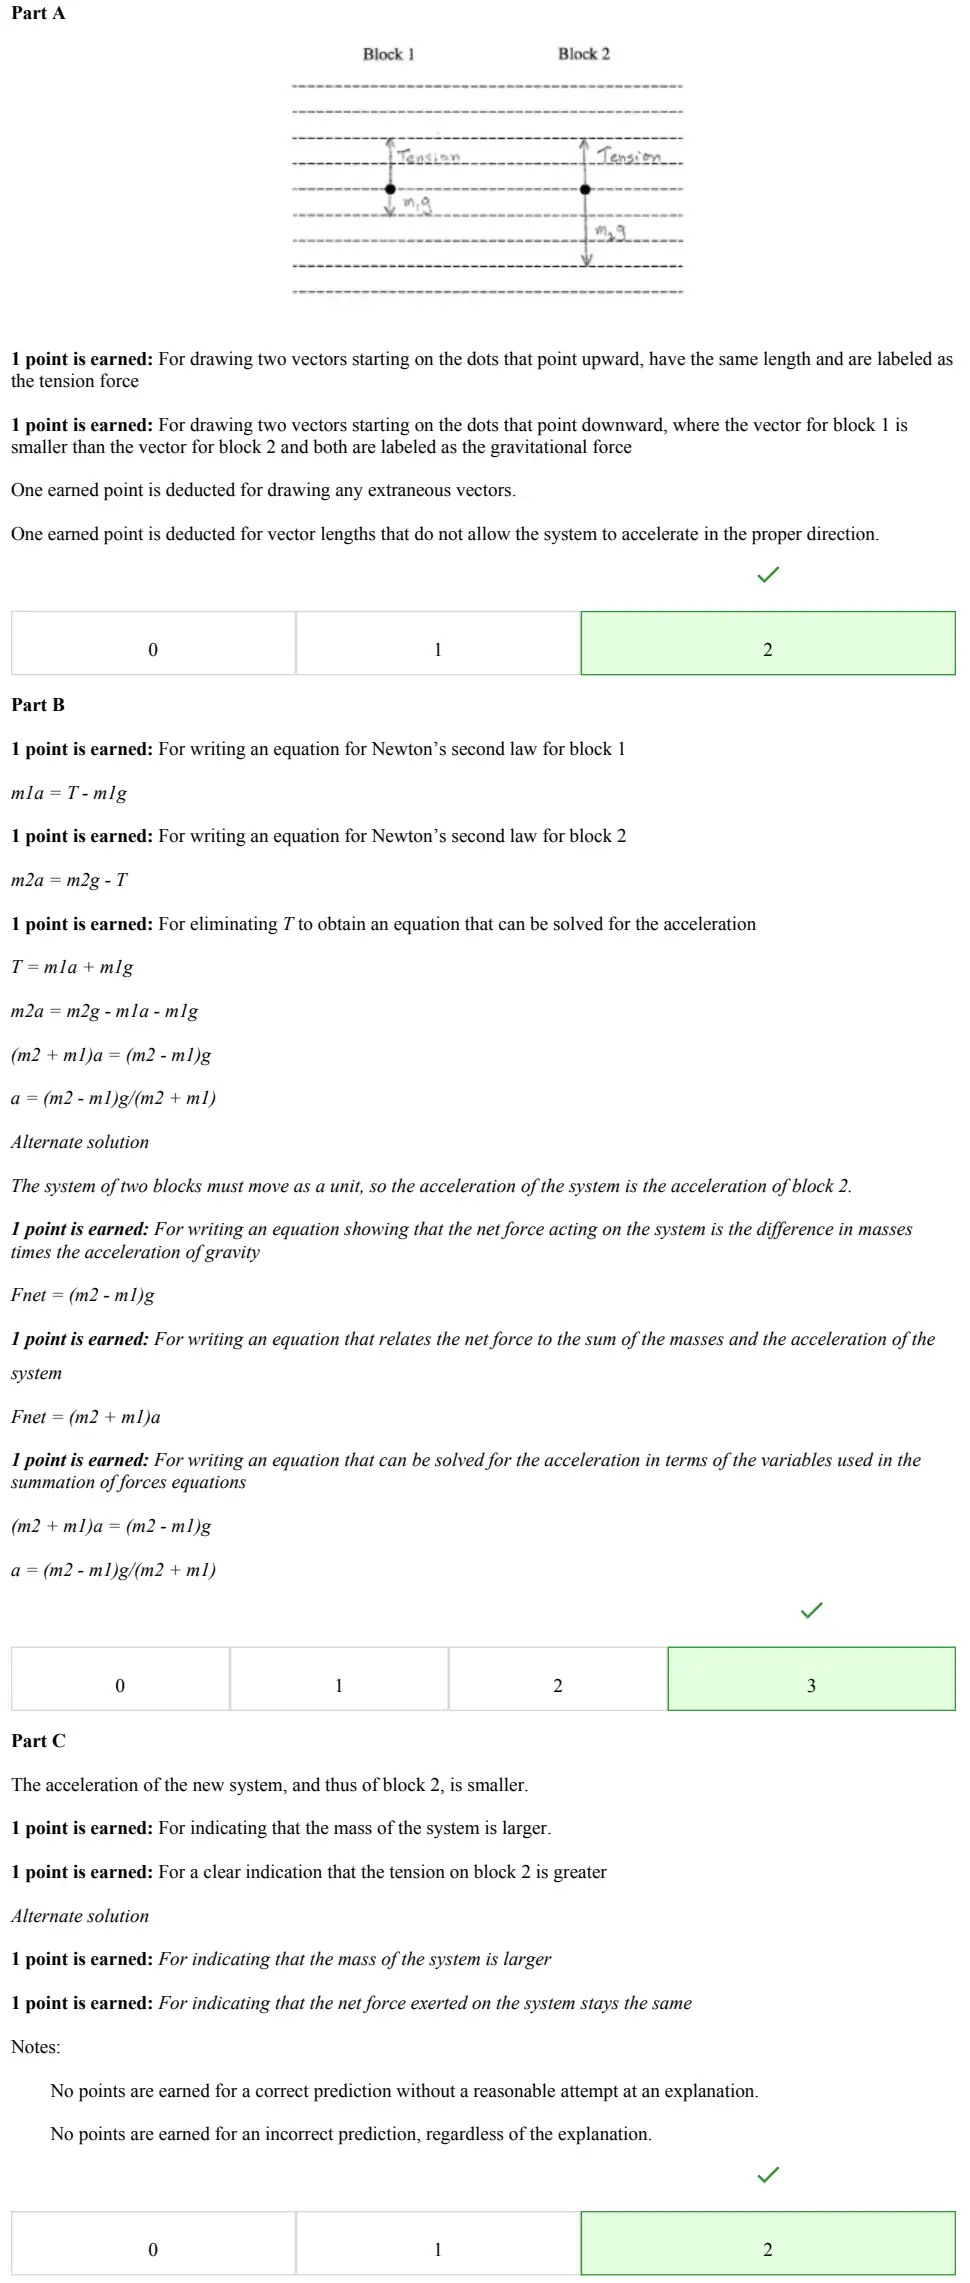 Part A
Block 1 Block 2
Tension Tension
m₁g
m₂g
1 point is earned: For drawing two vectors starting on the dots that point upward, have the same length and are labeled as
the tension force
1 point is earned: For drawing two vectors starting on the dots that point downward, where the vector for block 1 is
smaller than the vector for block 2 and both are labeled as the gravitational force
One earned point is deducted for drawing any extraneous vectors.
One earned point is deducted for vector lengths that do not allow the system to accelerate in the proper direction.
0 1 2
Part B
1 point is earned: For writing an equation for Newton’s second law for block 1
m1a = T - m1g
1 point is earned: For writing an equation for Newton’s second law for block 2
m2a = m2g - T
1 point is earned: For eliminating T to obtain an equation that can be solved for the acceleration
T = m1a + m1g
m2a = m2g - m1a - m1g
(m2 + m1)a = (m2 - m1)g
a = (m2 - m1)g/(m2 + m1)
Alternate solution
The system of two blocks must move as a unit, so the acceleration of the system is the acceleration of block 2.
1 point is earned: For writing an equation showing that the net force acting on the system is the difference in masses
times the acceleration of gravity
Fnet = (m2 - m1)g
1 point is earned: For writing an equation that relates the net force to the sum of the masses and the acceleration of the
system
Fnet = (m2 + m1)a
1 point is earned: For writing an equation that can be solved for the acceleration in terms of the variables used in the
summation of forces equations
(m2 + m1)a = (m2 - m1)g
a = (m2 - m1)g/(m2 + m1)
0 1 2 3
Part C
The acceleration of the new system, and thus of block 2, is smaller.
1 point is earned: For indicating that the mass of the system is larger.
1 point is earned: For a clear indication that the tension on block 2 is greater
Alternate solution
1 point is earned: For indicating that the mass of the system is larger
1 point is earned: For indicating that the net force exerted on the system stays the same
Notes:
No points are earned for a correct prediction without a reasonable attempt at an explanation.
No points are earned for an incorrect prediction, regardless of the explanation.
0 1 2